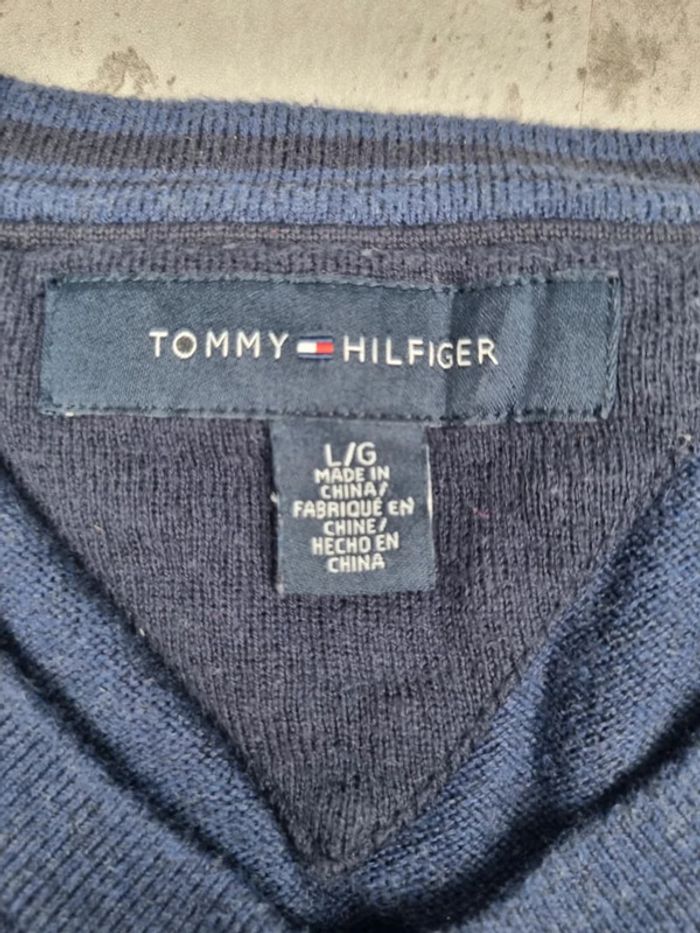 TOMMY HILFIGER
L/G
MADE IN
CHINA/
FABRIQUÉ EN
CHINE/
HECHO EN
CHINA